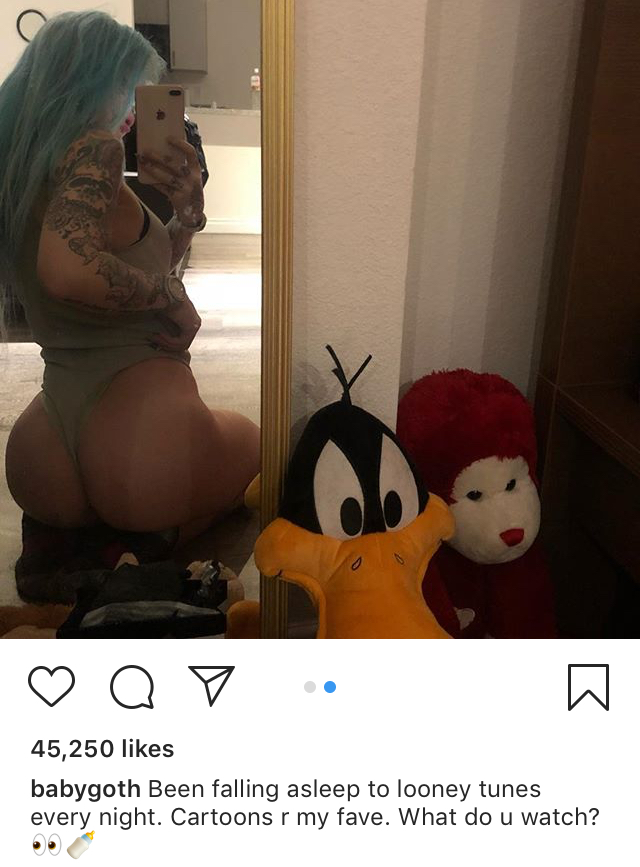 45,250 likes
babygoth Been falling asleep to looney tunes
every night. Cartoons r my fave. What do u watch?
👀🍼